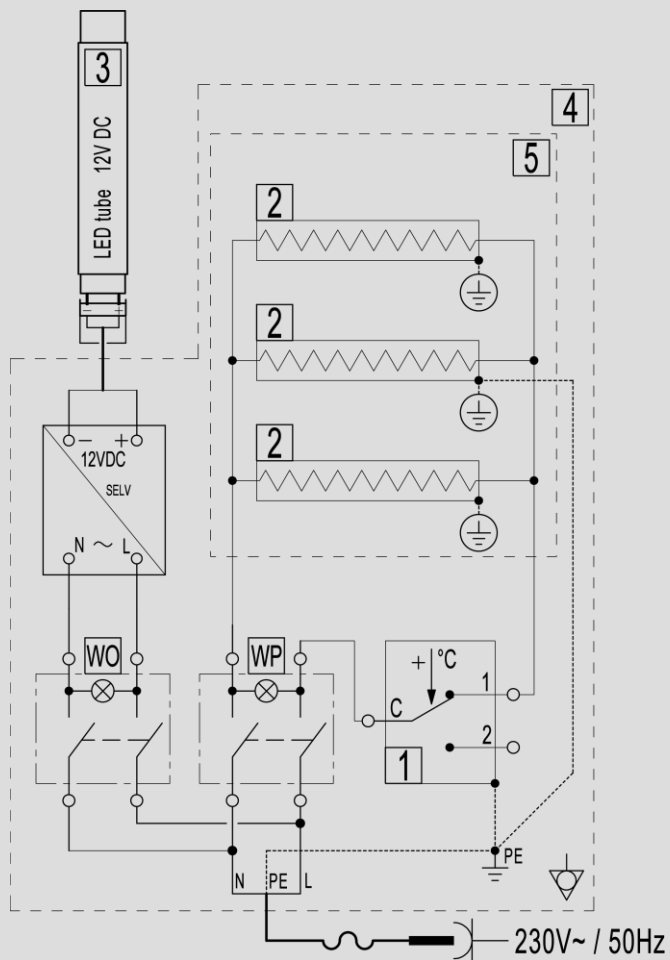 3
LED tube 12V DC
4
5
2
2
2
− +
− +
12VDC
SELV
N ~ L
WO
WP
+ °C
C
1
2
1
N PE L
PE
230V~ / 50Hz